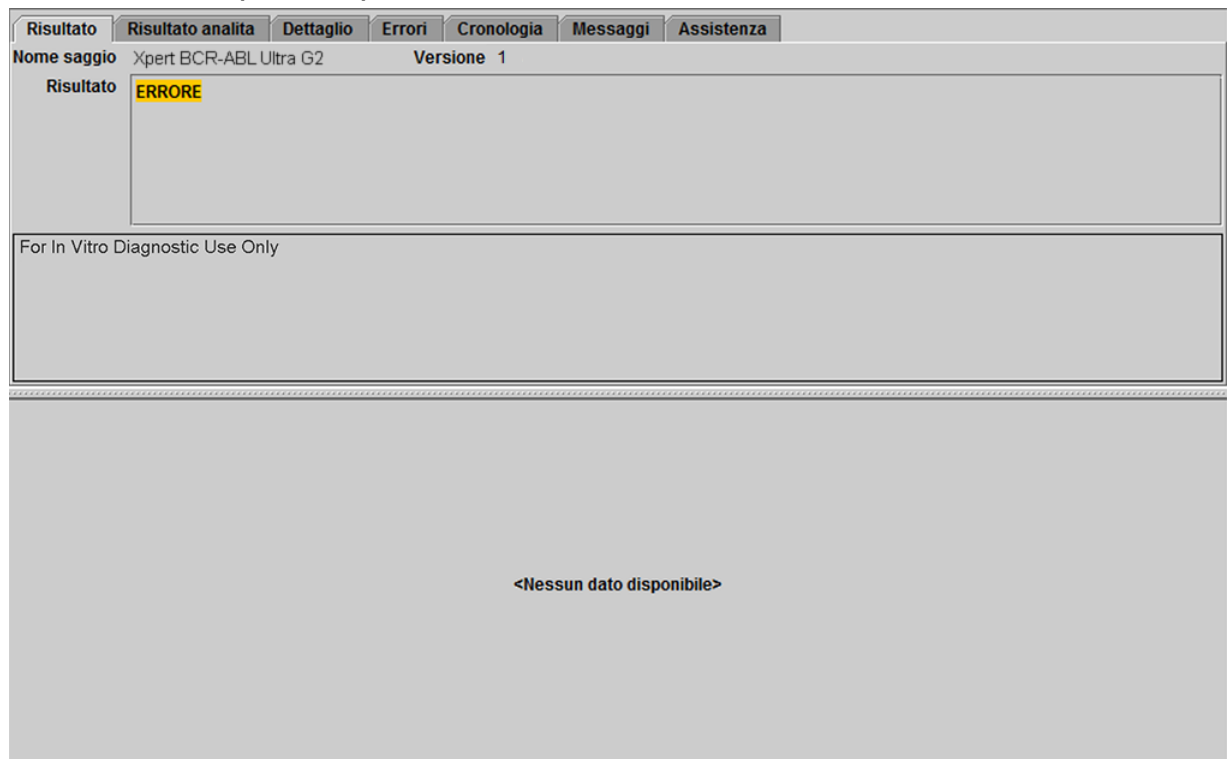 Risultato Risultato analita Dettaglio Errori Cronologia Messaggi Assistenza
Nome saggio Xpert BCR-ABL Ultra G2 Versione 1
Risultato ERRORE
For In Vitro Diagnostic Use Only
<Nessun dato disponibile>